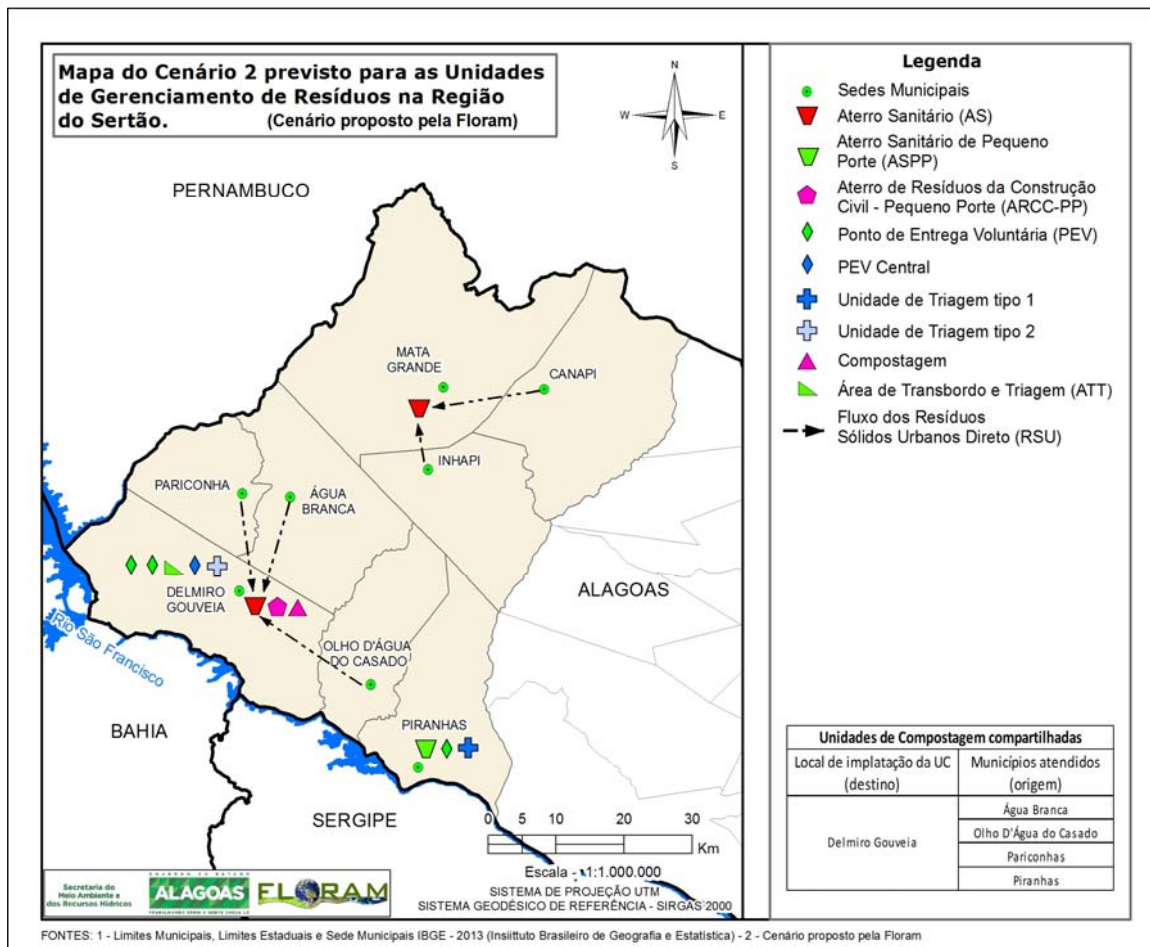 Mapa do Cenário 2 previsto para as Unidades
de Gerenciamento de Resíduos na Região
do Sertão. (Cenário proposto pela Floram)
N
W
E
S
PERNAMBUCO
MATA
GRANDE
CANAPI
INHAPI
PARICONHA
ÁGUA
BRANCA
DELMIRO
GOUVEIA
ALAGOAS
OLHO D'ÁGUA
DO CASADO
Rio São Francisco
BAHIA
PIRANHAS
SERGIPE
0 5 10 20 30
Km
Escala - 1:1.000.000
SISTEMA DE PROJEÇÃO UTM
SISTEMA GEODÉSICO DE REFERÊNCIA - SIRGAS 2000
Secretaria do
Meio Ambiente e
dos Recursos Hídricos
GOVERNO DO ESTADO
ALAGOAS
FLORAM
Legenda
Sedes Municipais
Aterro Sanitário (AS)
Aterro Sanitário de Pequeno
Porte (ASPP)
Aterro de Resíduos da Construção
Civil - Pequeno Porte (ARCC-PP)
Ponto de Entrega Voluntária (PEV)
PEV Central
Unidade de Triagem tipo 1
Unidade de Triagem tipo 2
Compostagem
Área de Transbordo e Triagem (ATT)
Fluxo dos Resíduos
Sólidos Urbanos Direto (RSU)
Unidades de Compostagem compartilhadas
Local de implatação da UC
(destino)
Municípios atendidos
(origem)
Delmiro Gouveia
Água Branca
Olho D'Água do Casado
Pariconhas
Piranhas
FONTES: 1 - Limites Municipais, Limites Estaduais e Sede Municipais IBGE - 2013 (Insiituto Brasileiro de Geografia e Estatística) - 2 - Cenário proposto pela Floram